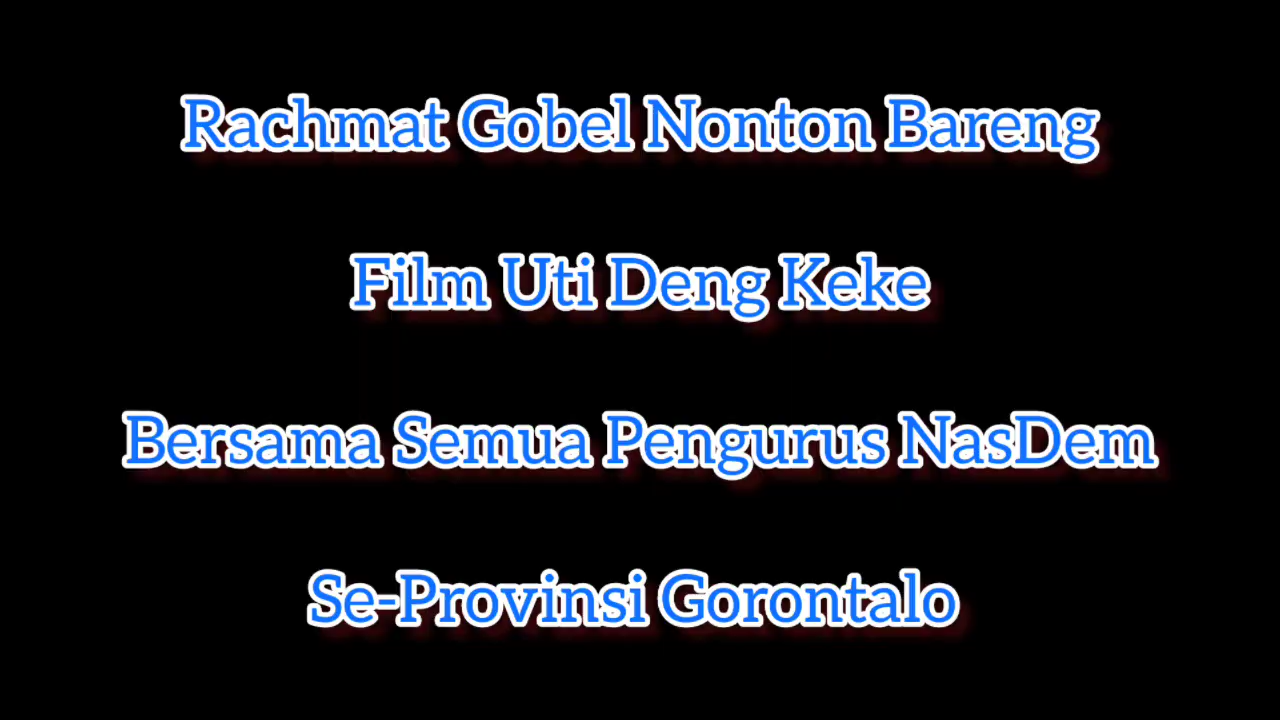 Rachmat Gobel Nonton Bareng
Film Uti Deng Keke
Bersama Semua Pengurus NasDem
Se-Provinsi Gorontalo